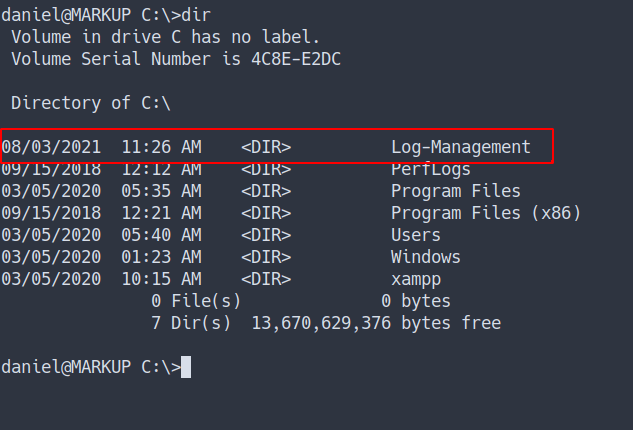 daniel@MARKUP C:\>dir
Volume in drive C has no label.
Volume Serial Number is 4C8E-E2DC
Directory of C:\
08/03/2021 11:26 AM <DIR> Log-Management
09/15/2018 12:12 AM <DIR> PerfLogs
03/05/2020 05:35 AM <DIR> Program Files
09/15/2018 12:21 AM <DIR> Program Files (x86)
03/05/2020 05:40 AM <DIR> Users
03/05/2020 01:23 AM <DIR> Windows
03/05/2020 10:15 AM <DIR> xampp
0 File(s) 0 bytes
7 Dir(s) 13,670,629,376 bytes free
daniel@MARKUP C:\>